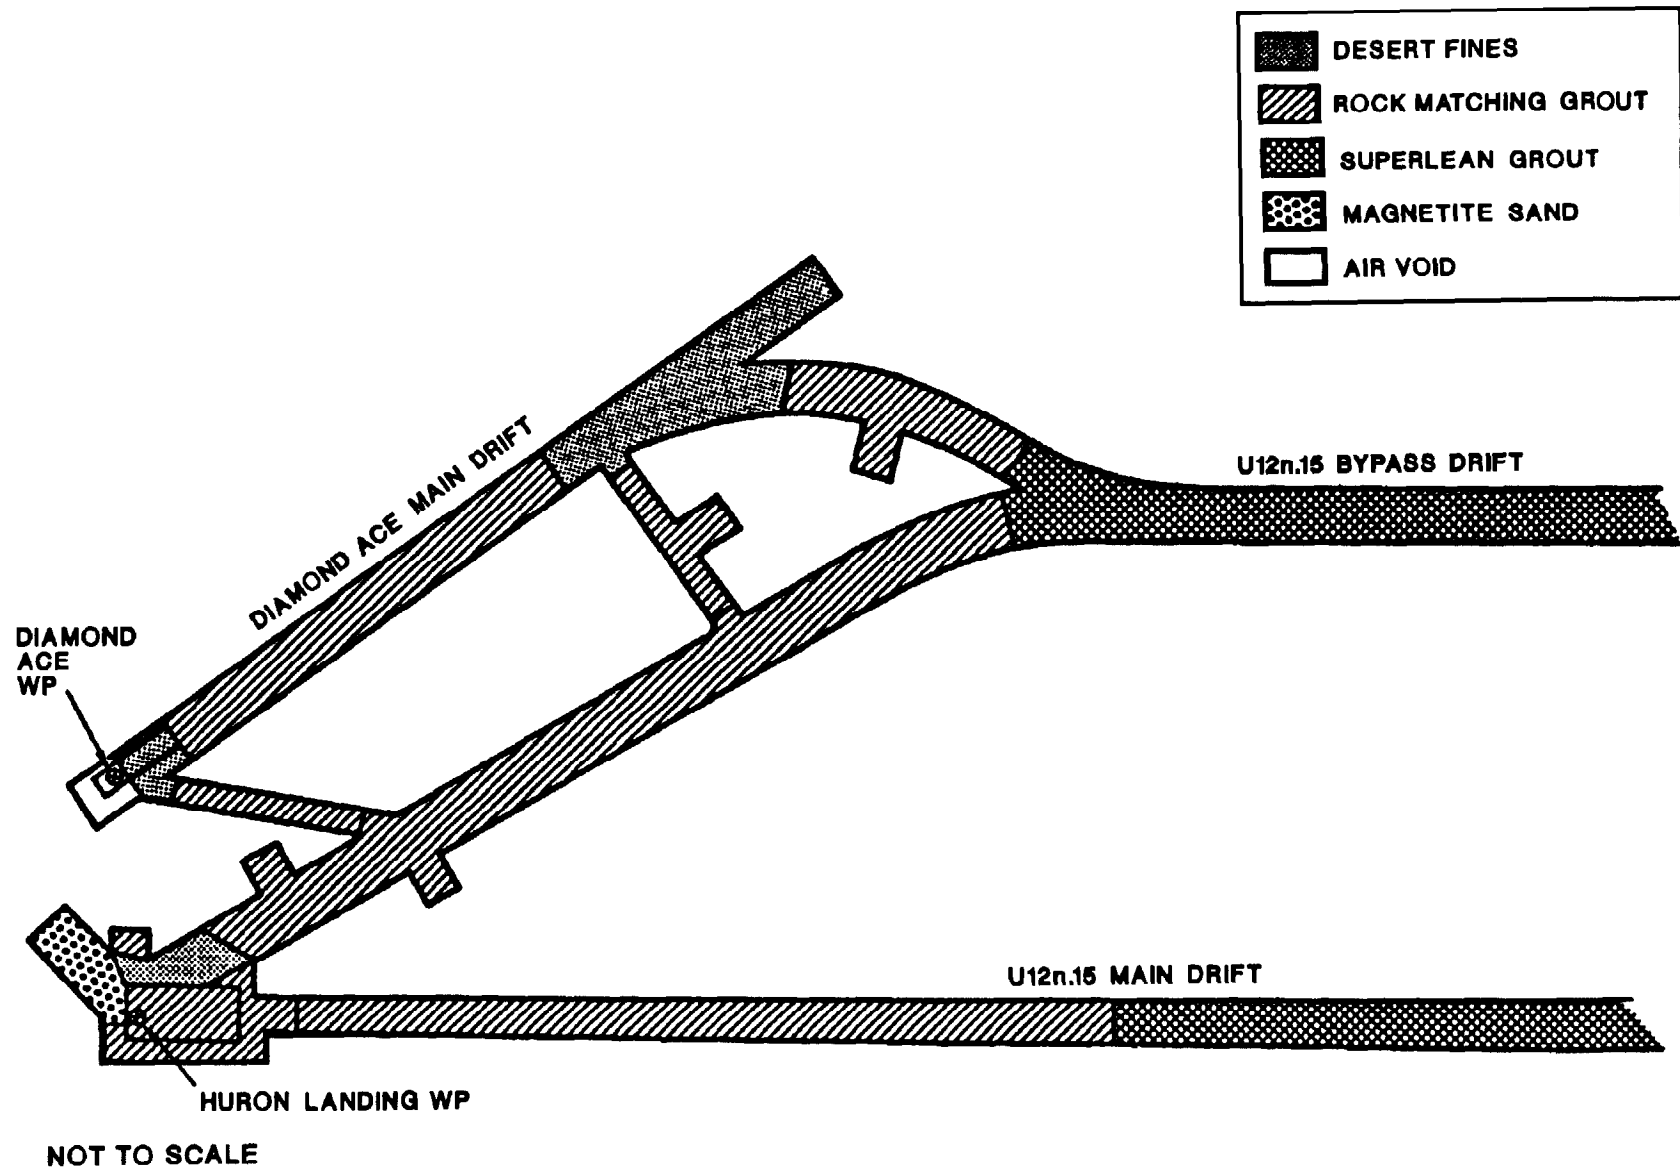 DESERT FINES
ROCK MATCHING GROUT
SUPERLEAN GROUT
MAGNETITE SAND
AIR VOID
DIAMOND ACE MAIN DRIFT
U12n.15 BYPASS DRIFT
DIAMOND
ACE
WP
U12n.15 MAIN DRIFT
HURON LANDING WP
NOT TO SCALE